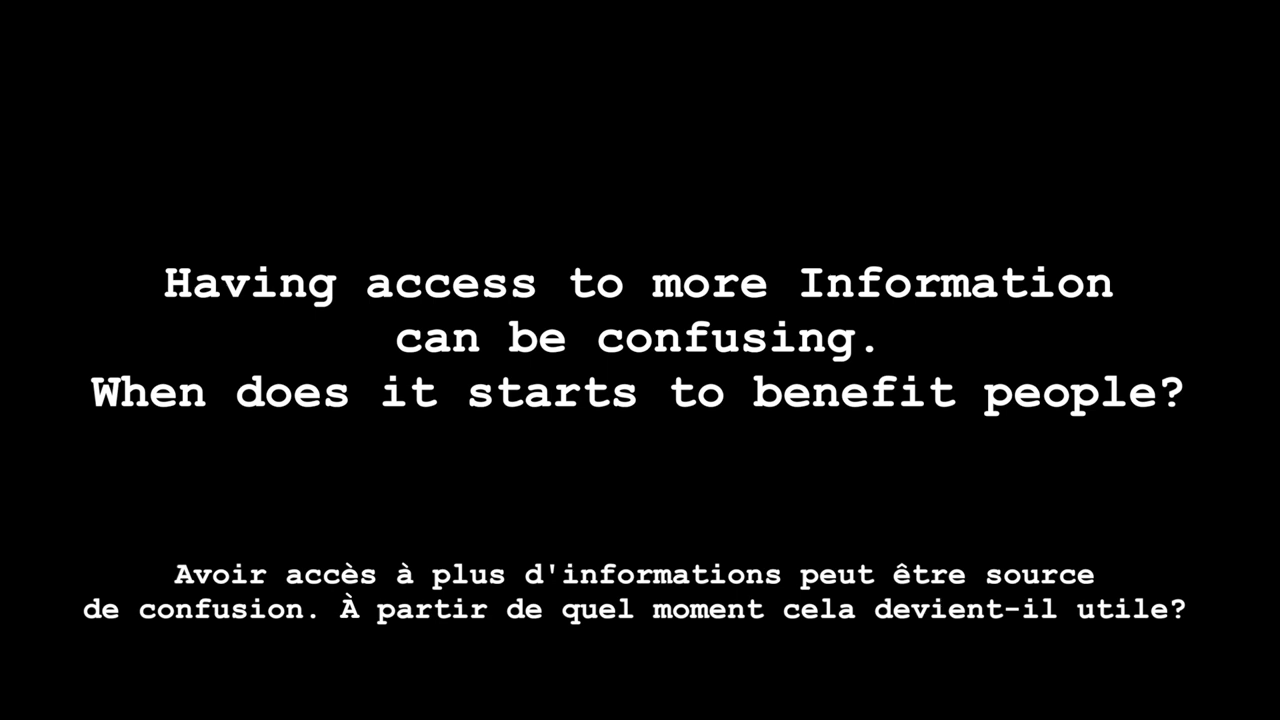 Having access to more Information
can be confusing.
When does it starts to benefit people?
Avoir accès à plus d'informations peut être source
de confusion. À partir de quel moment cela devient-il utile?